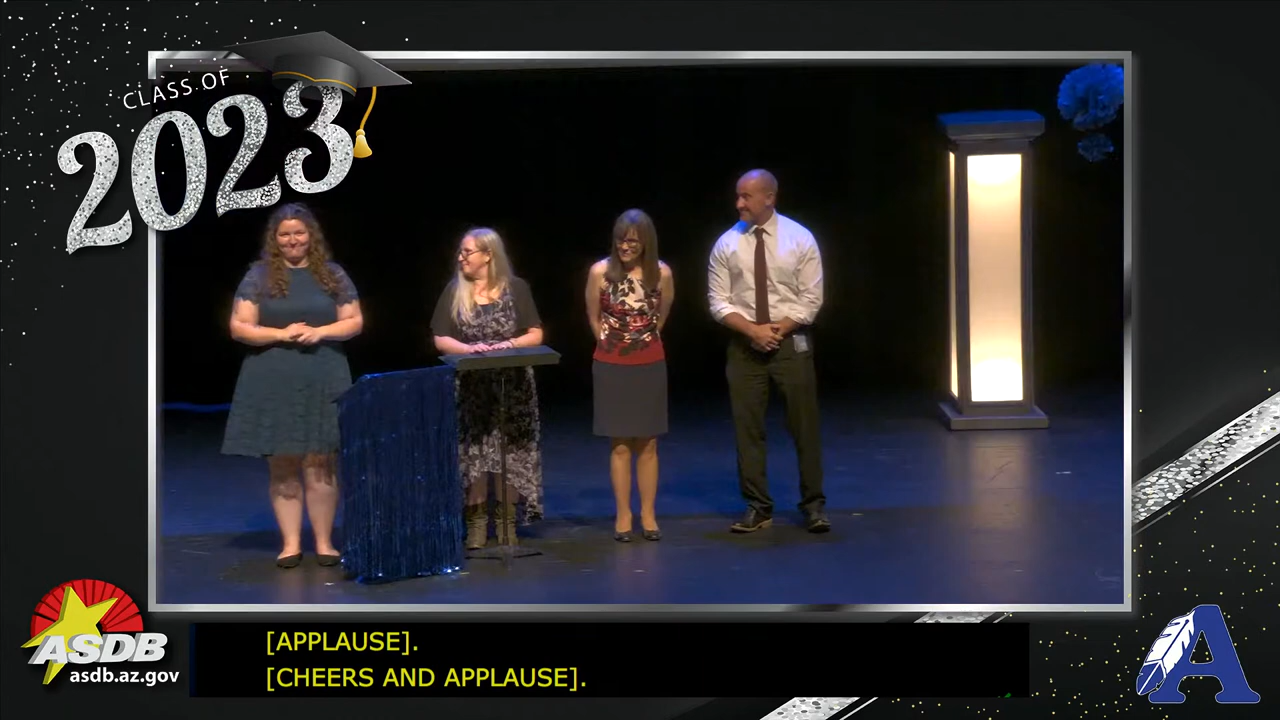 CLASS OF
2023
ASDB
asdb.az.gov
[APPLAUSE].
[CHEERS AND APPLAUSE].
A